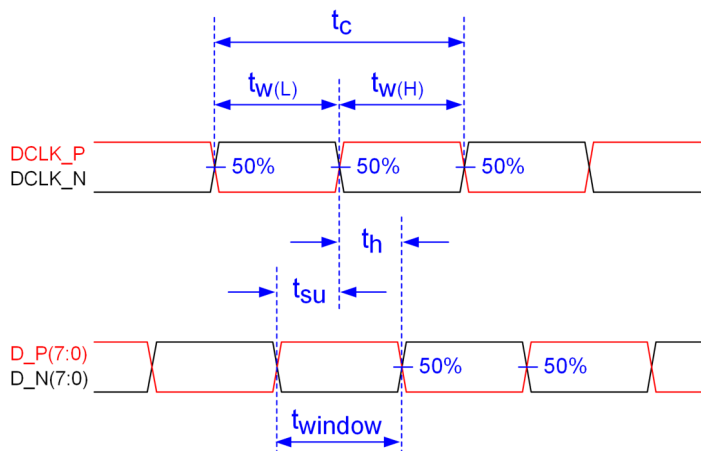 tc
tw(L) tw(H)
DCLK_P
DCLK_N
50% 50% 50%
th
tsu
D_P(7:0)
D_N(7:0)
50% 50%
twindow